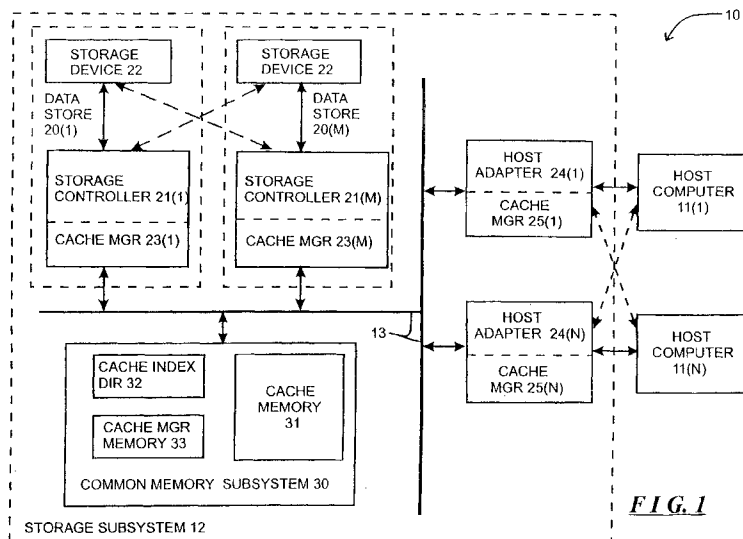 10
STORAGE
DEVICE 22
STORAGE
DEVICE 22
DATA
STORE
20(1)
DATA
STORE
20(M)
STORAGE
CONTROLLER 21(1)
CACHE MGR 23(1)
STORAGE
CONTROLLER 21(M)
CACHE MGR 23(M)
HOST
ADAPTER 24(1)
CACHE
MGR 25(1)
HOST
COMPUTER
11(1)
13
HOST
ADAPTER 24(N)
CACHE
MGR 25(N)
HOST
COMPUTER
11(N)
CACHE INDEX
DIR 32
CACHE MGR
MEMORY 33
CACHE
MEMORY
31
COMMON MEMORY SUBSYSTEM 30
STORAGE SUBSYSTEM 12
FIG. 1